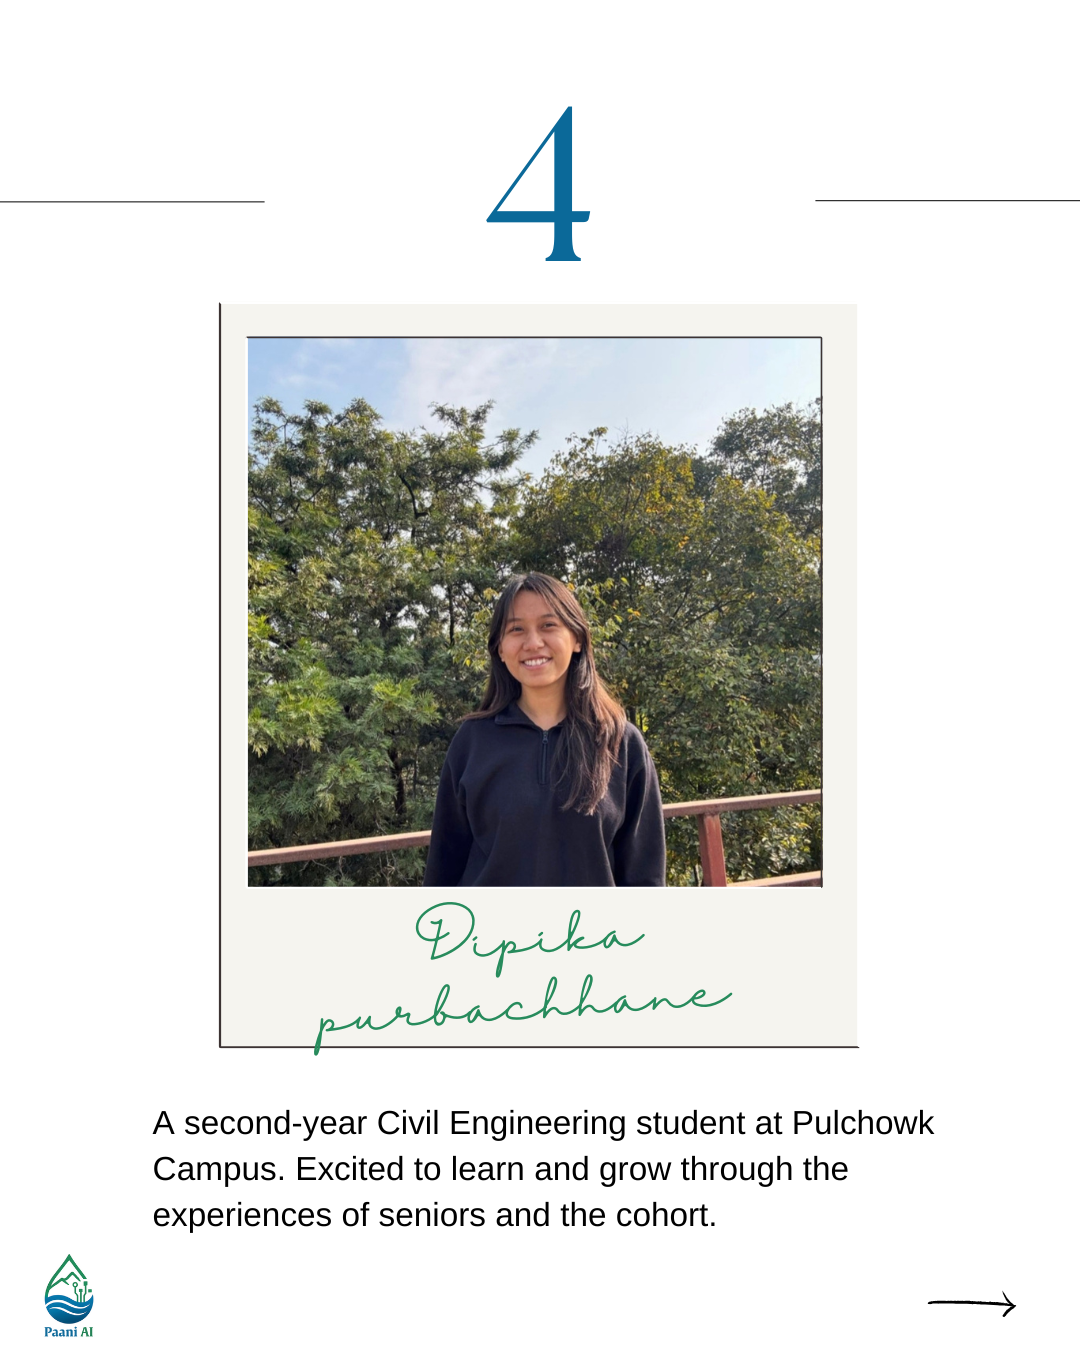 4
Dipika
purbachhane
A second-year Civil Engineering student at Pulchowk
Campus. Excited to learn and grow through the
experiences of seniors and the cohort.
Paani AI